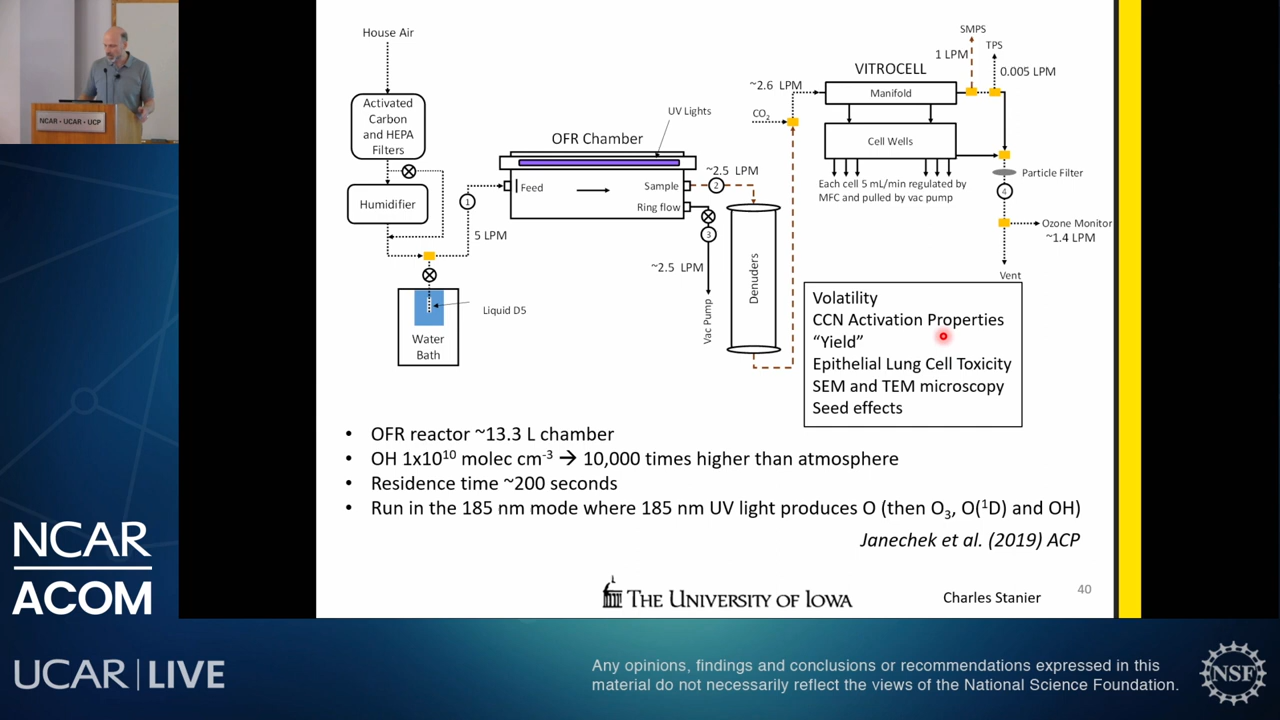 House Air
Activated
Carbon
and HEPA
Filters
Humidifier
1
5 LPM
Liquid D5
Water
Bath
OFR Chamber
UV Lights
Feed
Sample
Ring flow
2
~2.5 LPM
3
~2.5 LPM
Vac Pump
Denuders
~2.6 LPM
CO2
VITROCELL
Manifold
Cell Wells
Each cell 5 mL/min regulated by
MFC and pulled by vac pump
SMPS
1 LPM
TPS
0.005 LPM
Particle Filter
4
Ozone Monitor
~1.4 LPM
Vent
Volatility
CCN Activation Properties
“Yield”
Epithelial Lung Cell Toxicity
SEM and TEM microscopy
Seed effects
• OFR reactor ~13.3 L chamber
• OH 1x10¹⁰ molec cm⁻³ → 10,000 times higher than atmosphere
• Residence time ~200 seconds
• Run in the 185 nm mode where 185 nm UV light produces O (then O₃, O(¹D) and OH)
Janechek et al. (2019) ACP
THE UNIVERSITY OF IOWA
Charles Stanier
40
NCAR • UCAR • UCP
NCAR
ACOM
UCAR | LIVE
Any opinions, findings and conclusions or recommendations expressed in this
material do not necessarily reflect the views of the National Science Foundation.
NSF